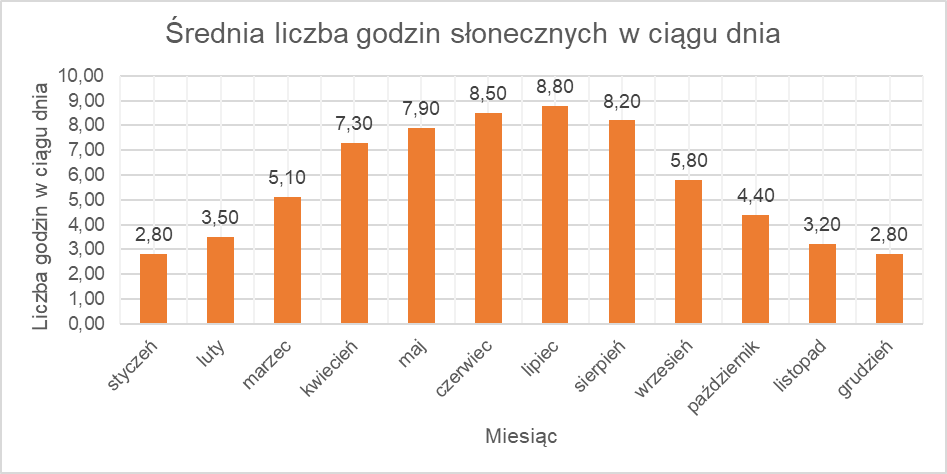 Średnia liczba godzin słonecznych w ciągu dnia
Liczba godzin w ciągu dnia
10,00
9,00
8,00
7,00
6,00
5,00
4,00
3,00
2,00
1,00
0,00
2,80
3,50
5,10
7,30
7,90
8,50
8,80
8,20
5,80
4,40
3,20
2,80
styczeń
luty
marzec
kwiecień
maj
czerwiec
lipiec
sierpień
wrzesień
październik
listopad
grudzień
Miesiąc